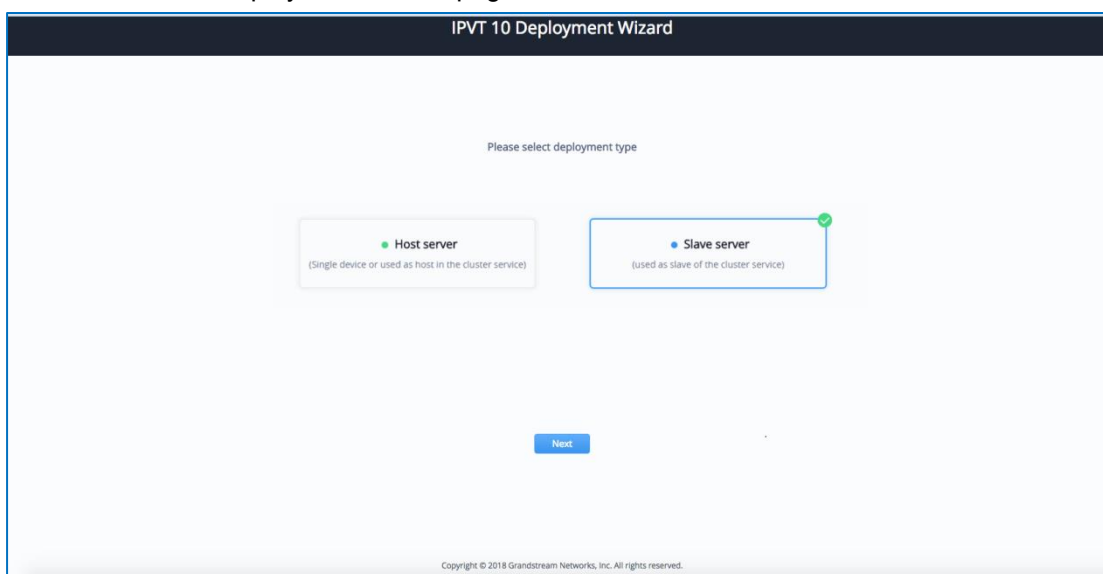 IPVT 10 Deployment Wizard
Please select deployment type
Host server
(Single device or used as host in the cluster service)
Slave server
(used as slave of the cluster service)
Next
Copyright © 2018 Grandstream Networks, Inc. All rights reserved.